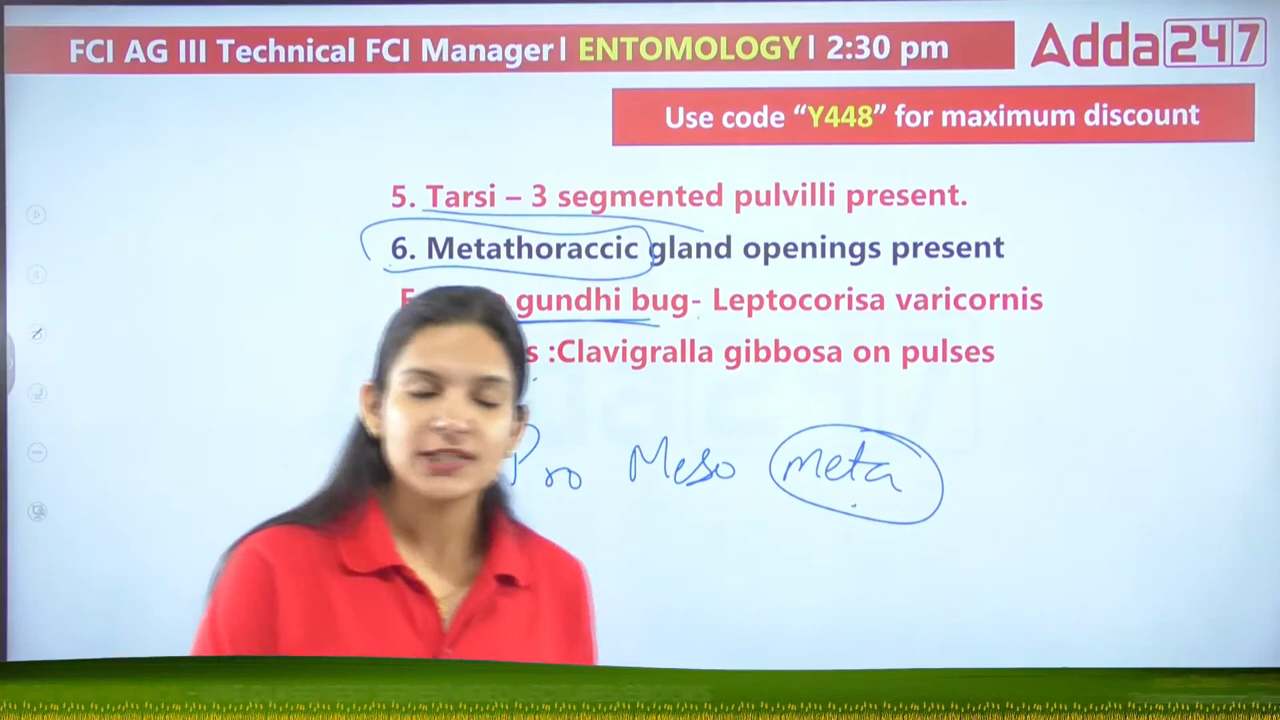 FCI AG III Technical FCI Manager| ENTOMOLOGY| 2:30 pm
Adda247
Use code “Y448” for maximum discount
5. Tarsi – 3 segmented pulvilli present.
6. Metathoraccic gland openings present
gundhi bug- Leptocorisa varicornis
s :Clavigralla gibbosa on pulses
Pro Meso meta